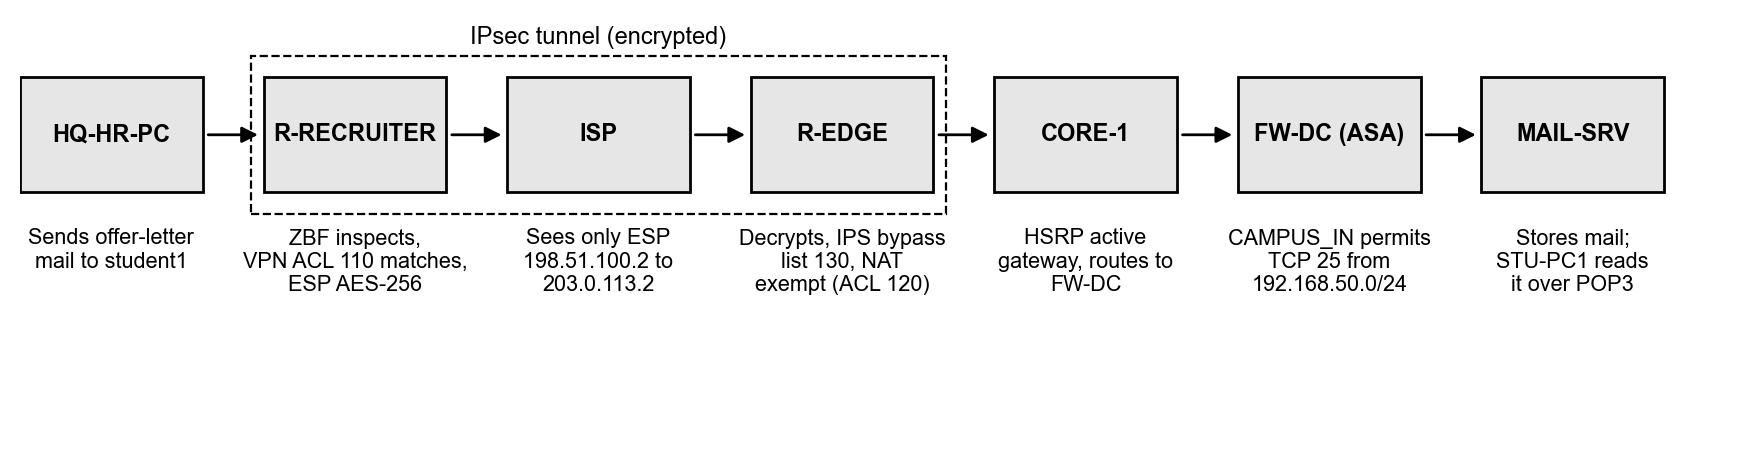 IPsec tunnel (encrypted)
HQ-HR-PC
R-RECRUITER
ISP
R-EDGE
CORE-1
FW-DC (ASA)
MAIL-SRV
Sends offer-letter
mail to student1
ZBF inspects,
VPN ACL 110 matches,
ESP AES-256
Sees only ESP
198.51.100.2 to
203.0.113.2
Decrypts, IPS bypass
list 130, NAT
exempt (ACL 120)
HSRP active
gateway, routes to
FW-DC
CAMPUS_IN permits
TCP 25 from
192.168.50.0/24
Stores mail;
STU-PC1 reads
it over POP3